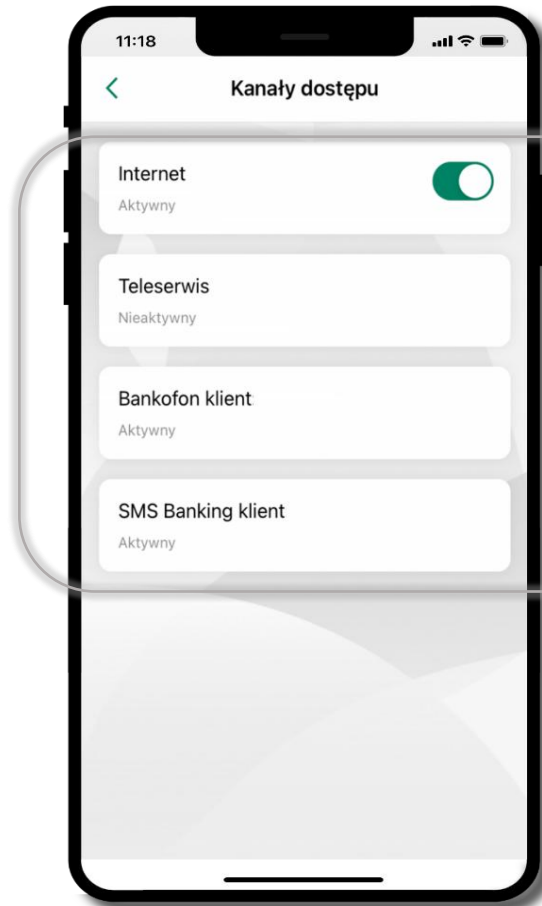 11:18
Kanały dostępu
Internet
Aktywny
Teleserwis
Nieaktywny
Bankofon klient
Aktywny
SMS Banking klient
Aktywny